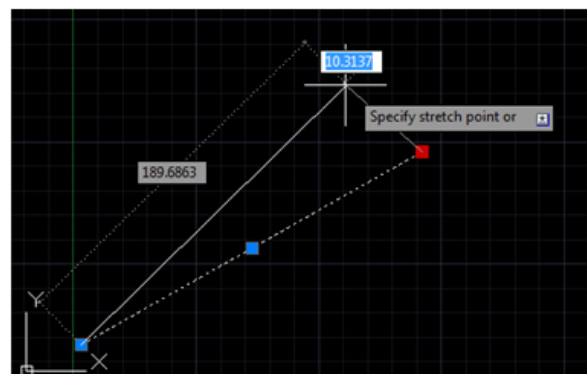 10.3137
Specify stretch point or
189.6863
Y
X